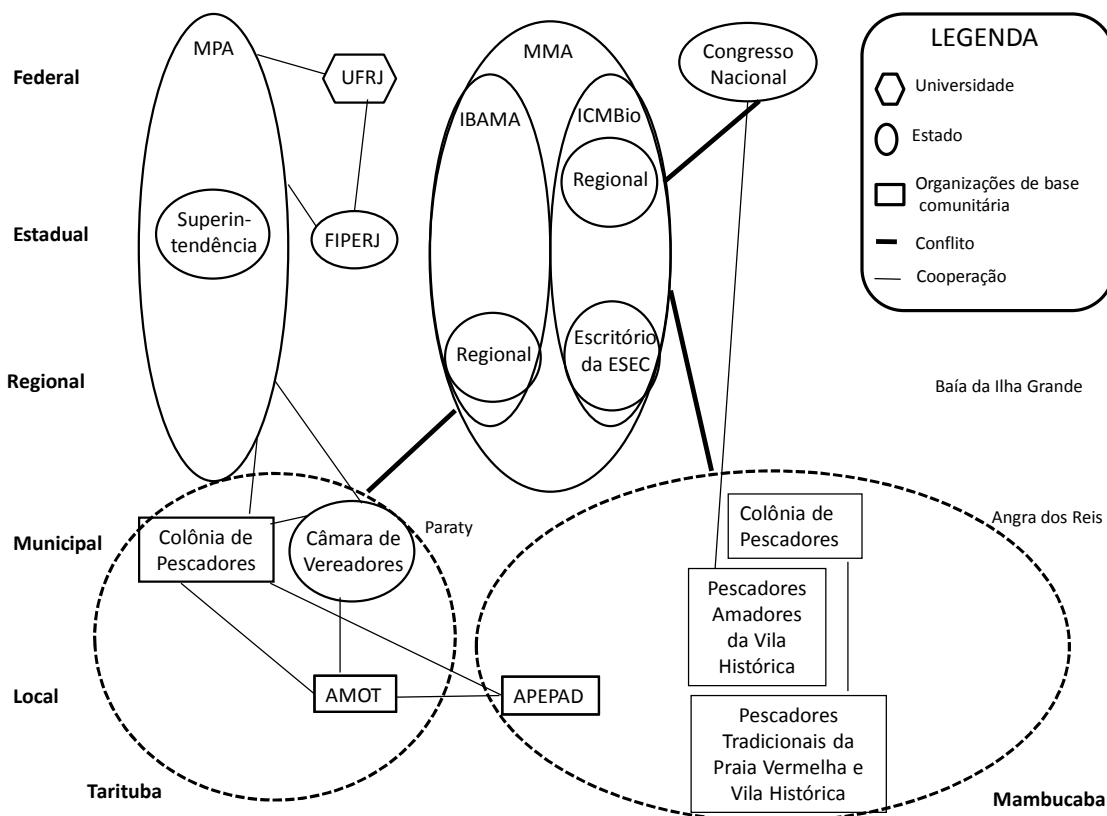 MPA
MMA
Congresso
Nacional
LEGENDA
Federal
UFRJ
Universidade
IBAMA
ICMBio
Estado
Regional
Organizações de base
comunitária
Superin-
tendência
Estadual
FIPERJ
Conflito
Cooperação
Regional
Escritório
da ESEC
Regional
Baía da Ilha Grande
Colônia de
Pescadores
Paraty
Angra dos Reis
Municipal
Colônia de
Pescadores
Câmara de
Vereadores
Pescadores
Amadores
da Vila
Histórica
Local
AMOT
APEPAD
Pescadores
Tradicionais da
Praia Vermelha e
Vila Histórica
Tarituba
Mambucaba